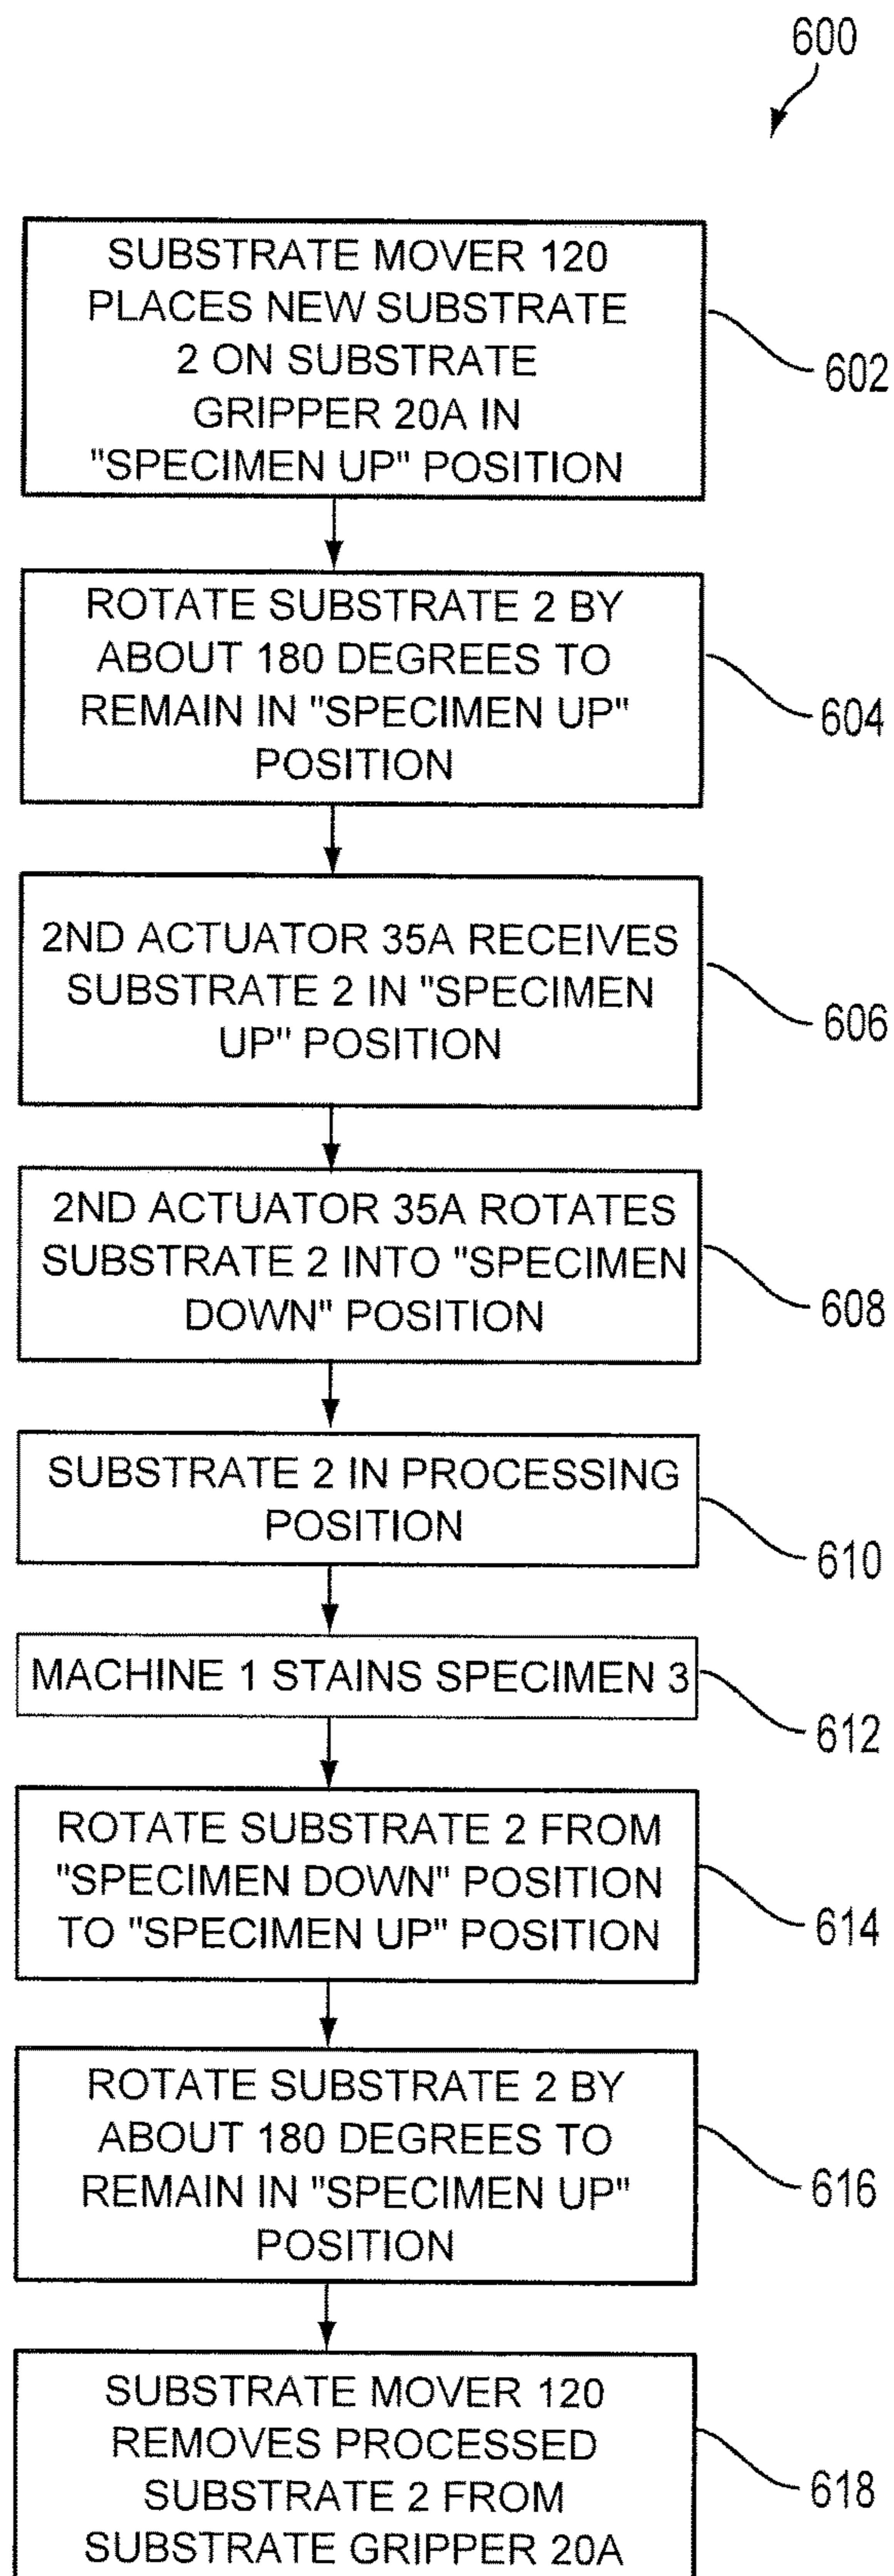 600
SUBSTRATE MOVER 120
PLACES NEW SUBSTRATE
2 ON SUBSTRATE
GRIPPER 20A IN
"SPECIMEN UP" POSITION
602
ROTATE SUBSTRATE 2 BY
ABOUT 180 DEGREES TO
REMAIN IN "SPECIMEN UP"
POSITION
604
2ND ACTUATOR 35A RECEIVES
SUBSTRATE 2 IN "SPECIMEN
UP" POSITION
606
2ND ACTUATOR 35A ROTATES
SUBSTRATE 2 INTO "SPECIMEN
DOWN" POSITION
608
SUBSTRATE 2 IN PROCESSING
POSITION
610
MACHINE 1 STAINS SPECIMEN 3
612
ROTATE SUBSTRATE 2 FROM
"SPECIMEN DOWN" POSITION
TO "SPECIMEN UP" POSITION
614
ROTATE SUBSTRATE 2 BY
ABOUT 180 DEGREES TO
REMAIN IN "SPECIMEN UP"
POSITION
616
SUBSTRATE MOVER 120
REMOVES PROCESSED
SUBSTRATE 2 FROM
SUBSTRATE GRIPPER 20A
618